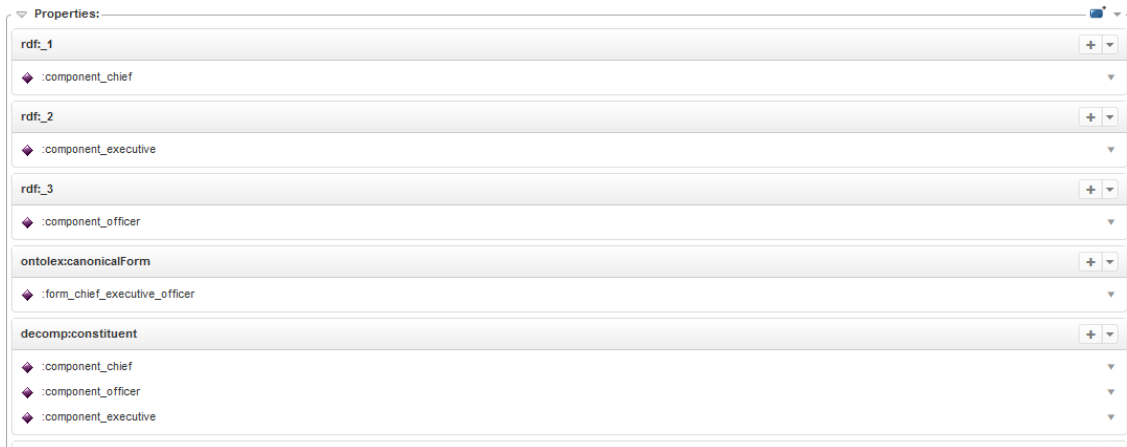 Properties:
rdf:_1
:component_chief
rdf:_2
:component_executive
rdf:_3
:component_officer
ontolex:canonicalForm
:form_chief_executive_officer
decomp:constituent
:component_chief
:component_officer
:component_executive